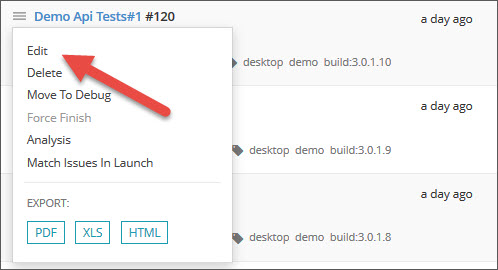 Demo Api Tests#1 #120
a day ago
Edit
Delete
desktop demo build:3.0.1.10
Move To Debug
a day ago
Force Finish
Analysis
desktop demo build:3.0.1.9
Match Issues In Launch
a day ago
EXPORT:
PDF XLS HTML
desktop demo build:3.0.1.8